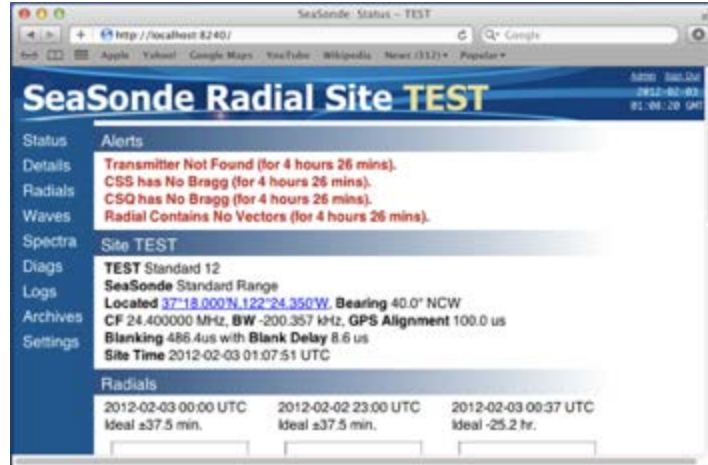 SeaSonde: Status – TEST
http://localhost:8240/
Google
Apple Yahoo! Google Maps YouTube Wikipedia News (312) Popular
SeaSonde Radial Site TEST
Admin
2012-02-03
01:08:20 GMT
Status
Details
Radials
Waves
Spectra
Diags
Logs
Archives
Settings
Alerts
Transmitter Not Found (for 4 hours 26 mins).
CSS has No Bragg (for 4 hours 26 mins).
CSQ has No Bragg (for 4 hours 26 mins).
Radial Contains No Vectors (for 4 hours 26 mins).
Site TEST
TEST Standard 12
SeaSonde Standard Range
Located 37°18.000'N,122°24.350'W, Bearing 40.0° NCW
CF 24.400000 MHz, BW -200.357 kHz, GPS Alignment 100.0 us
Blanking 486.4us with Blank Delay 8.6 us
Site Time 2012-02-03 01:07:51 UTC
Radials
2012-02-03 00:00 UTC 2012-02-02 23:00 UTC 2012-02-03 00:37 UTC
Ideal ±37.5 min. Ideal ±37.5 min. Ideal -25.2 hr.